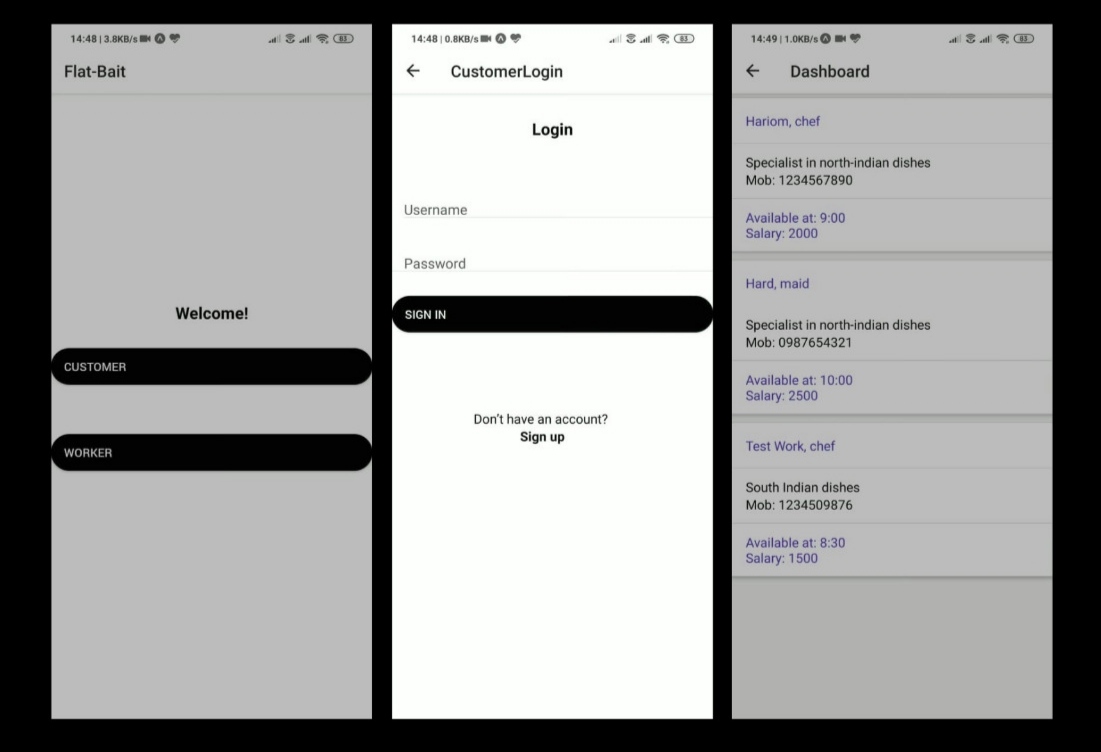 14:48 | 3.8KB/s
83
Flat-Bait
Welcome!
CUSTOMER
WORKER
14:48 | 0.8KB/s
83
CustomerLogin
Login
Username
Password
SIGN IN
Don't have an account?
Sign up
14:49 | 1.0KB/s
83
Dashboard
Hariom, chef
Specialist in north-indian dishes
Mob: 1234567890
Available at: 9:00
Salary: 2000
Hard, maid
Specialist in north-indian dishes
Mob: 0987654321
Available at: 10:00
Salary: 2500
Test Work, chef
South Indian dishes
Mob: 1234509876
Available at: 8:30
Salary: 1500